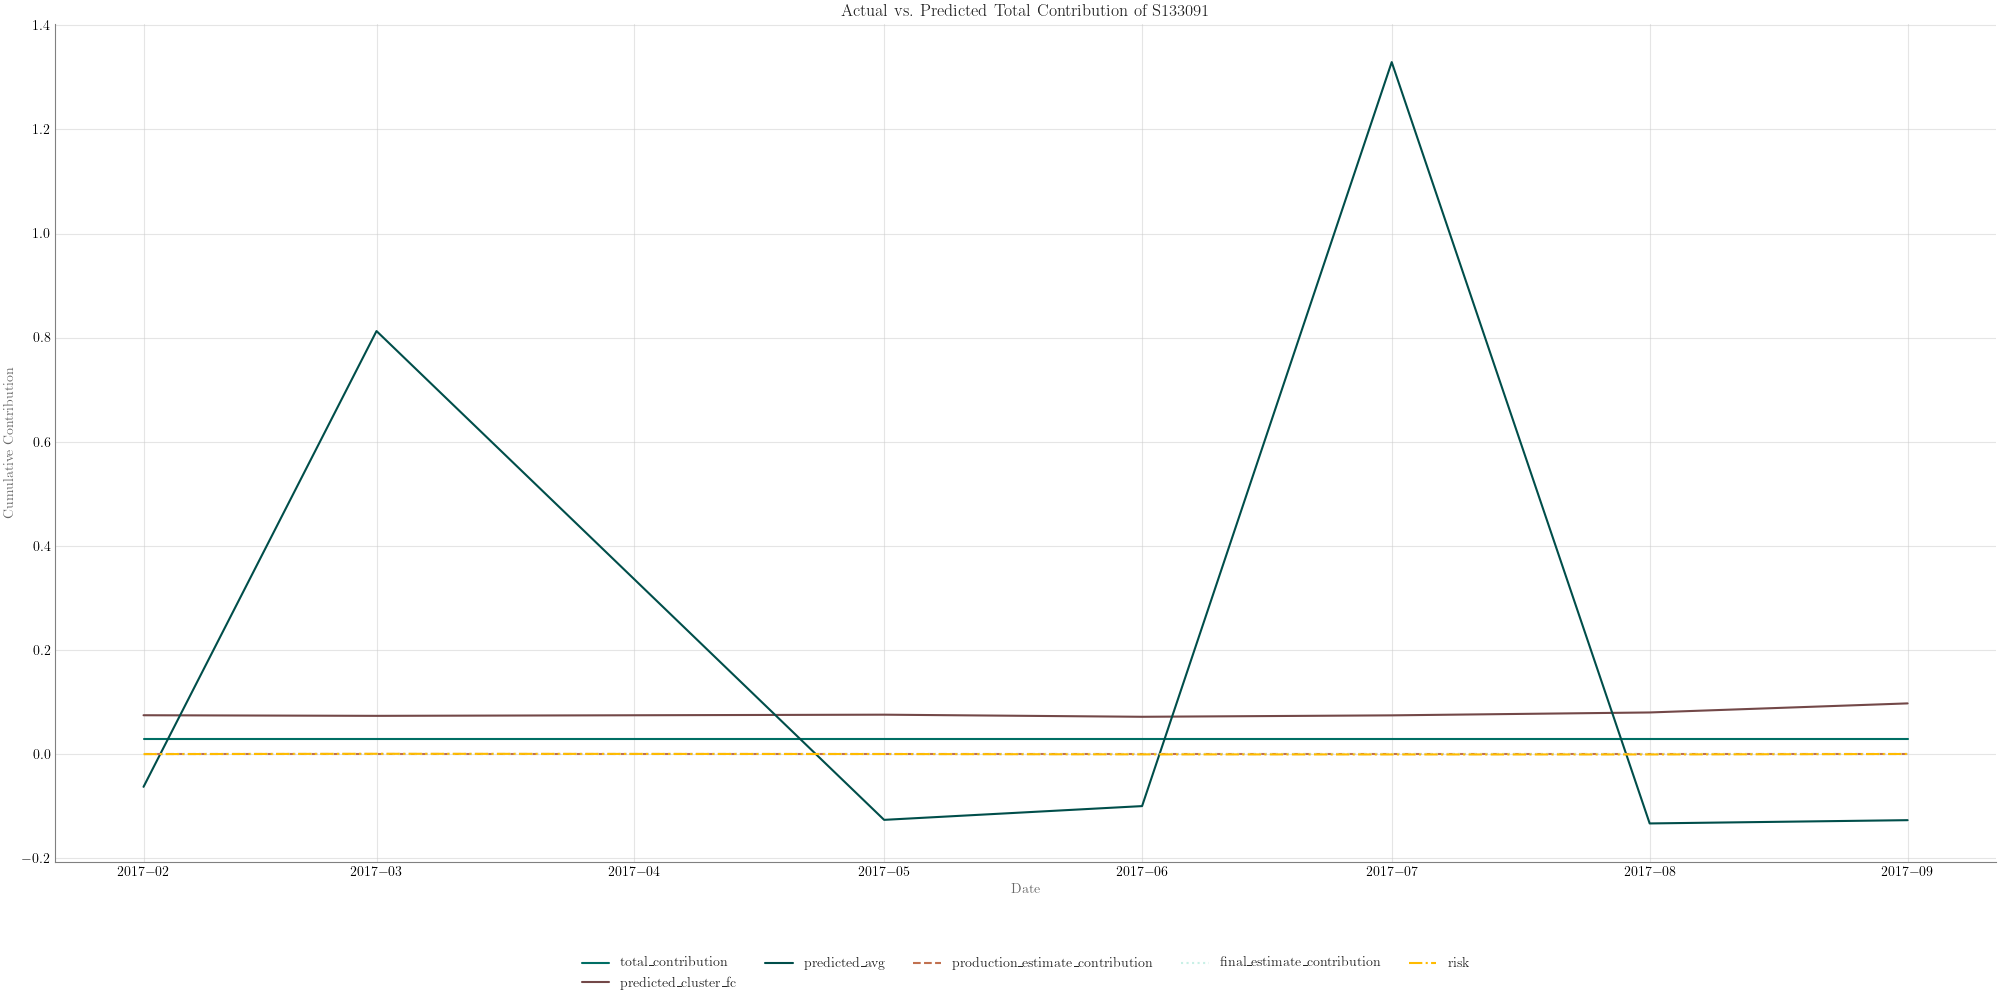 Actual vs. Predicted Total Contribution of S133091
1.4
1.2
1.0
0.8
0.6
0.4
0.2
0.0
−0.2
Cumulative Contribution
2017−02 2017−03 2017−04 2017−05 2017−06 2017−07 2017−08 2017−09
Date
total_contribution predicted_avg production_estimate_contribution final_estimate_contribution risk
predicted_cluster_fc